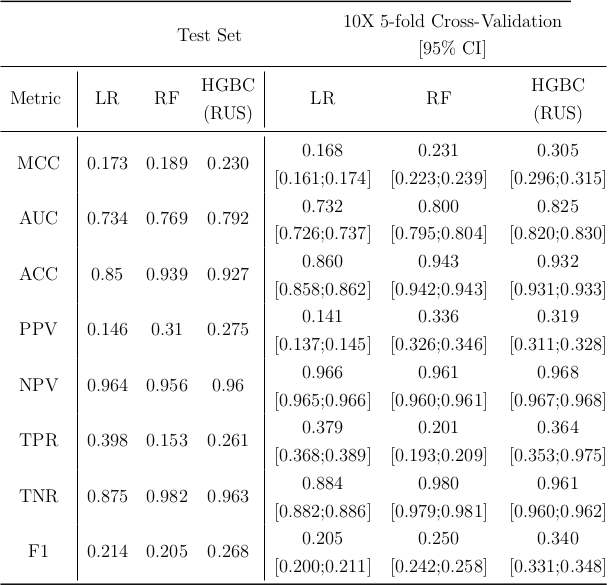 Test Set 10X 5-fold Cross-Validation
[95% CI]
Metric LR RF HGBC (RUS) LR RF HGBC (RUS)
MCC 0.173 0.189 0.230 0.168 0.231 0.305
[0.161;0.174] [0.223;0.239] [0.296;0.315]
AUC 0.734 0.769 0.792 0.732 0.800 0.825
[0.726;0.737] [0.795;0.804] [0.820;0.830]
ACC 0.85 0.939 0.927 0.860 0.943 0.932
[0.858;0.862] [0.942;0.943] [0.931;0.933]
PPV 0.146 0.31 0.275 0.141 0.336 0.319
[0.137;0.145] [0.326;0.346] [0.311;0.328]
NPV 0.964 0.956 0.96 0.966 0.961 0.968
[0.965;0.966] [0.960;0.961] [0.967;0.968]
TPR 0.398 0.153 0.261 0.379 0.201 0.364
[0.368;0.389] [0.193;0.209] [0.353;0.975]
TNR 0.875 0.982 0.963 0.884 0.980 0.961
[0.882;0.886] [0.979;0.981] [0.960;0.962]
F1 0.214 0.205 0.268 0.205 0.250 0.340
[0.200;0.211] [0.242;0.258] [0.331;0.348]